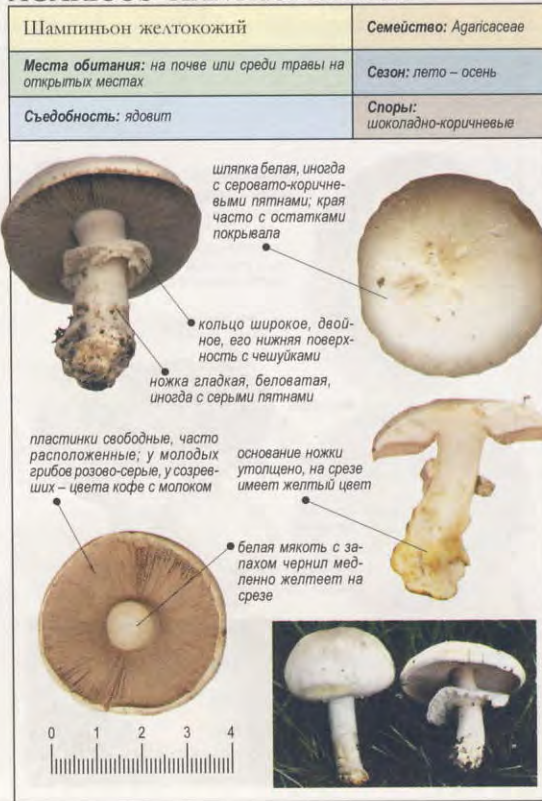 Шампиньон желтокожий
Семейство: Agaricaceae
Места обитания: на почве или среди травы на
открытых местах
Сезон: лето – осень
Съедобность: ядовит
Споры:
шоколадно-коричневые
шляпка белая, иногда
с серовато-коричне-
выми пятнами; края
часто с остатками
покрывала
кольцо широкое, двой-
ное, его нижняя поверх-
ность с чешуйками
ножка гладкая, беловатая,
иногда с серыми пятнами
пластинки свободные, часто
расположенные; у молодых
грибов розово-серые, у созрев-
ших – цвета кофе с молоком
основание ножки
утолщено, на срезе
имеет желтый цвет
белая мякоть с за-
пахом чернил мед-
ленно желтеет на
срезе
0 1 2 3 4